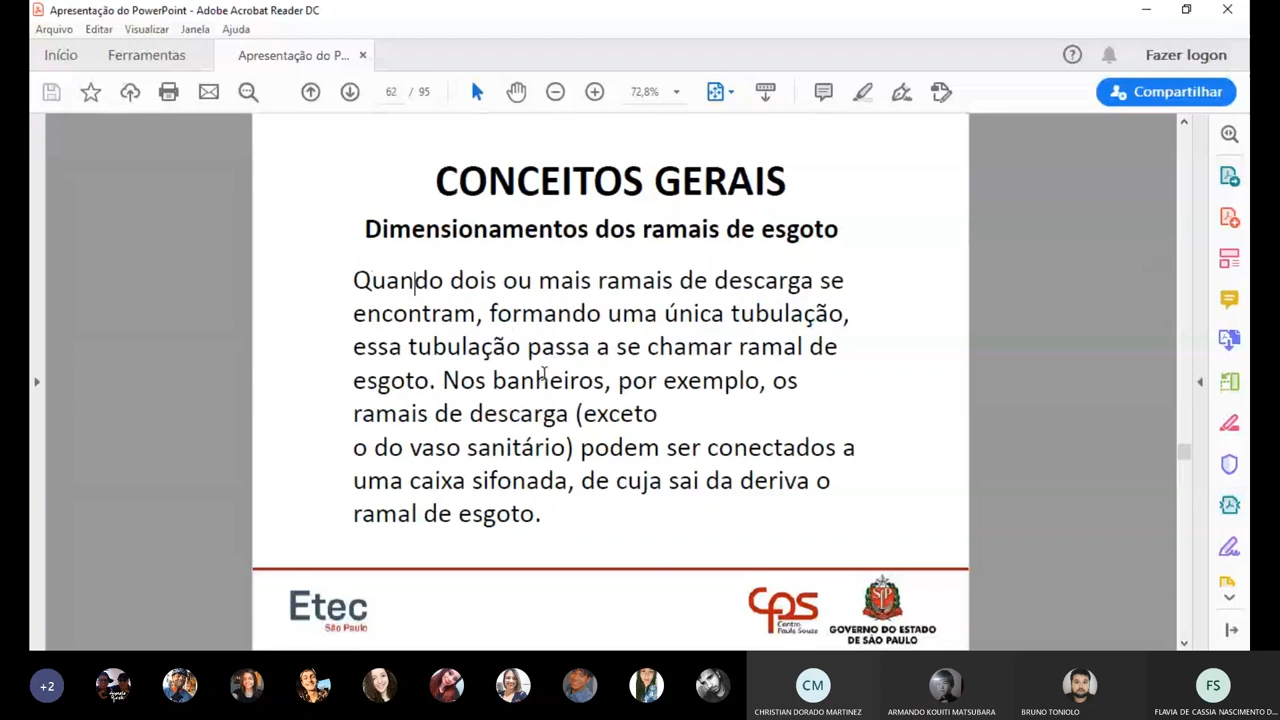 Apresentação do PowerPoint - Adobe Acrobat Reader DC
Arquivo Editar Visualizar Janela Ajuda
Início Ferramentas Apresentação do P... × Fazer logon
62 / 95 72,8% Compartilhar
CONCEITOS GERAIS
Dimensionamentos dos ramais de esgoto
Quando dois ou mais ramais de descarga se
encontram, formando uma única tubulação,
essa tubulação passa a se chamar ramal de
esgoto. Nos banheiros, por exemplo, os
ramais de descarga (exceto
o do vaso sanitário) podem ser conectados a
uma caixa sifonada, de cuja sai da deriva o
ramal de esgoto.
Etec
São Paulo
CPS
Centro
Paula Souza
SP
GOVERNO DO ESTADO
DE SÃO PAULO
+2 CM FS
CHRISTIAN DORADO MARTINEZ ARMANDO KOUITI MATSUBARA BRUNO TONIOLO FLAVIA DE CASSIA NASCIMENTO D...